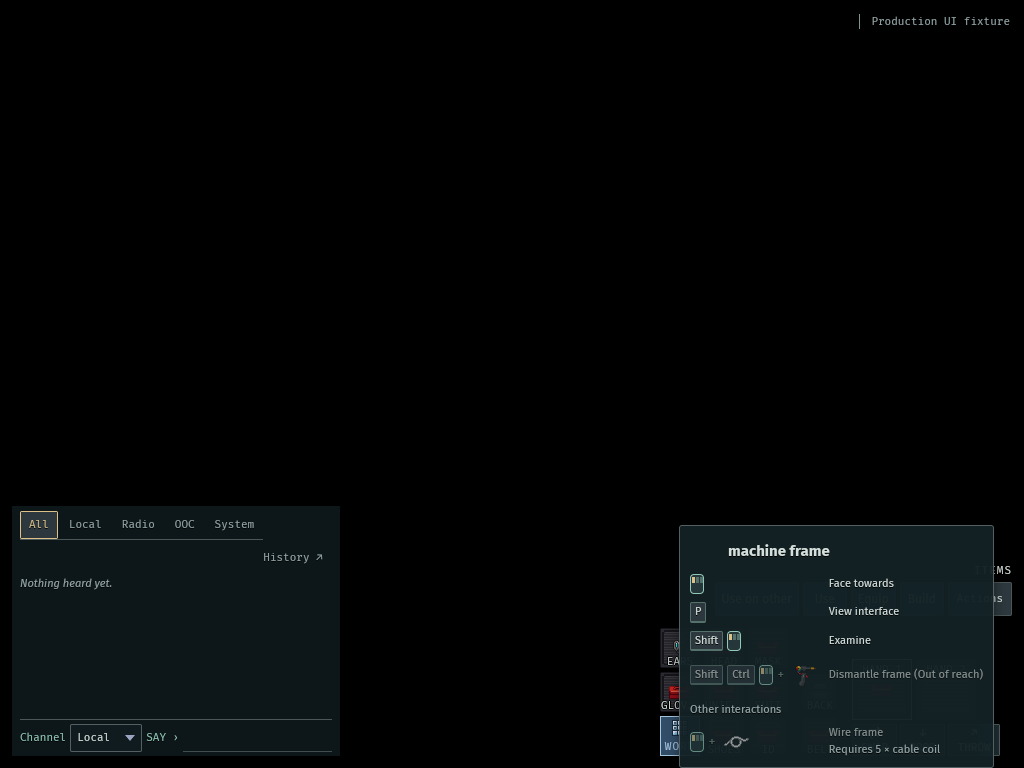 Production UI fixture
All Local Radio OOC System
History ↗
Nothing heard yet.
Channel Local SAY ›
machine frame
Face towards
P View interface
Shift Examine
Shift Ctrl + Dismantle frame (Out of reach)
Other interactions
+ Wire frame
Requires 5 × cable coil